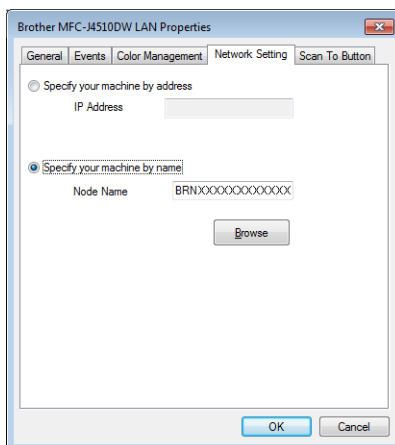 Brother MFC-J4510DW LAN Properties
General Events Color Management Network Setting Scan To Button
Specify your machine by address
IP Address
Specify your machine by name
Node Name BRNXXXXXXXXXXXX
Browse
OK Cancel